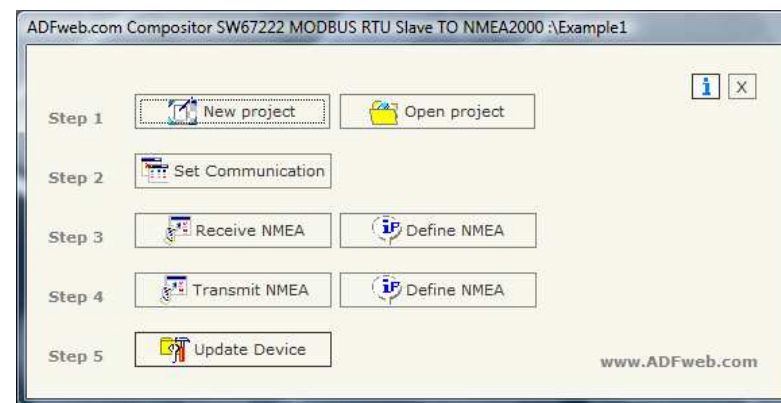 ADFweb.com Compositor SW67222 MODBUS RTU Slave TO NMEA2000 :\Example1
i X
Step 1 New project Open project
Step 2 Set Communication
Step 3 Receive NMEA Define NMEA
Step 4 Transmit NMEA Define NMEA
Step 5 Update Device
www.ADFweb.com